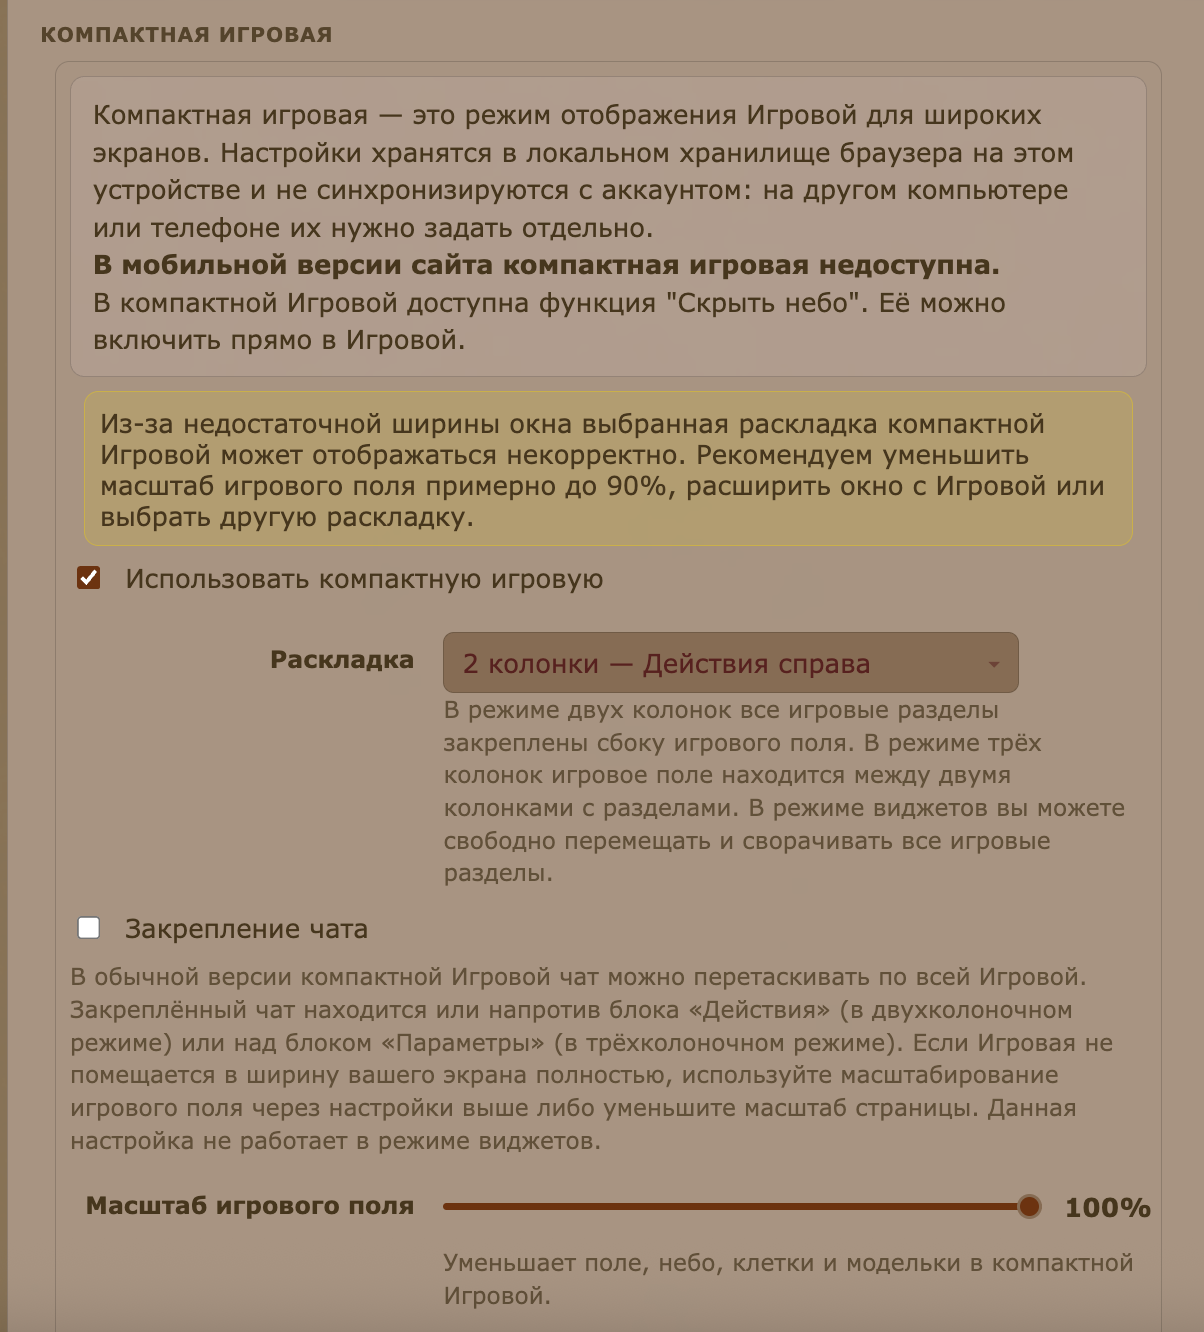 КОМПАКТНАЯ ИГРОВАЯ
Компактная игровая — это режим отображения Игровой для широких
экранов. Настройки хранятся в локальном хранилище браузера на этом
устройстве и не синхронизируются с аккаунтом: на другом компьютере
или телефоне их нужно задать отдельно.
В мобильной версии сайта компактная игровая недоступна.
В компактной Игровой доступна функция "Скрыть небо". Её можно
включить прямо в Игровой.
Из-за недостаточной ширины окна выбранная раскладка компактной
Игровой может отображаться некорректно. Рекомендуем уменьшить
масштаб игрового поля примерно до 90%, расширить окно с Игровой или
выбрать другую раскладку.
Использовать компактную игровую
Раскладка
2 колонки — Действия справа
В режиме двух колонок все игровые разделы
закреплены сбоку игрового поля. В режиме трёх
колонок игровое поле находится между двумя
колонками с разделами. В режиме виджетов вы можете
свободно перемещать и сворачивать все игровые
разделы.
Закрепление чата
В обычной версии компактной Игровой чат можно перетаскивать по всей Игровой.
Закреплённый чат находится или напротив блока «Действия» (в двухколоночном
режиме) или над блоком «Параметры» (в трёхколоночном режиме). Если Игровая не
помещается в ширину вашего экрана полностью, используйте масштабирование
игрового поля через настройки выше либо уменьшите масштаб страницы. Данная
настройка не работает в режиме виджетов.
Масштаб игрового поля
100%
Уменьшает поле, небо, клетки и модельки в компактной
Игровой.